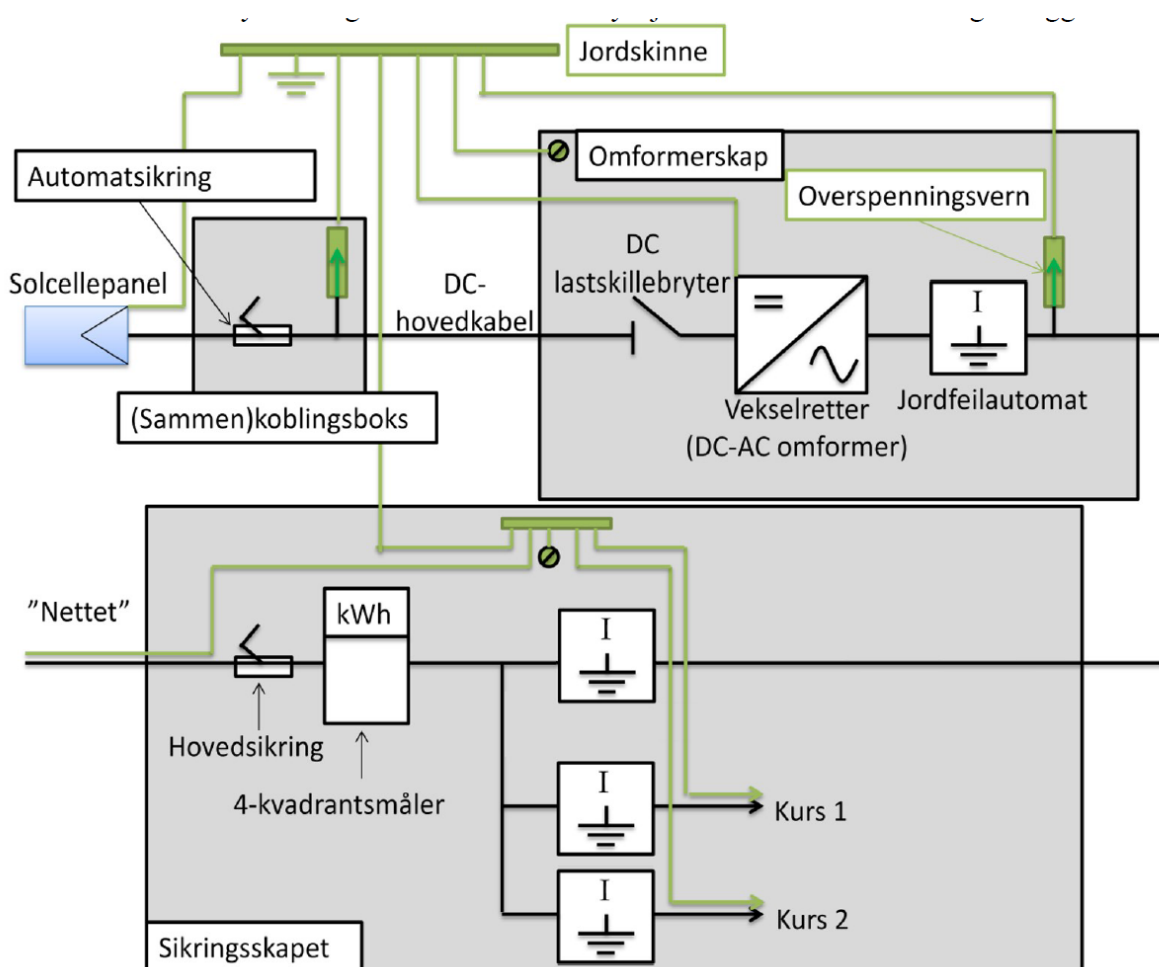 Jordskinne
Omformerskap
Automatsikring
Overspenningsvern
Solcellepanel
DC-
hovedkabel
DC
lastskillebryter
I
(Sammen)koblingsboks
Vekselretter
(DC-AC omformer)
Jordfeilautomat
”Nettet”
kWh
I
Hovedsikring
4-kvadrantsmåler
I
Kurs 1
I
Kurs 2
Sikringsskapet